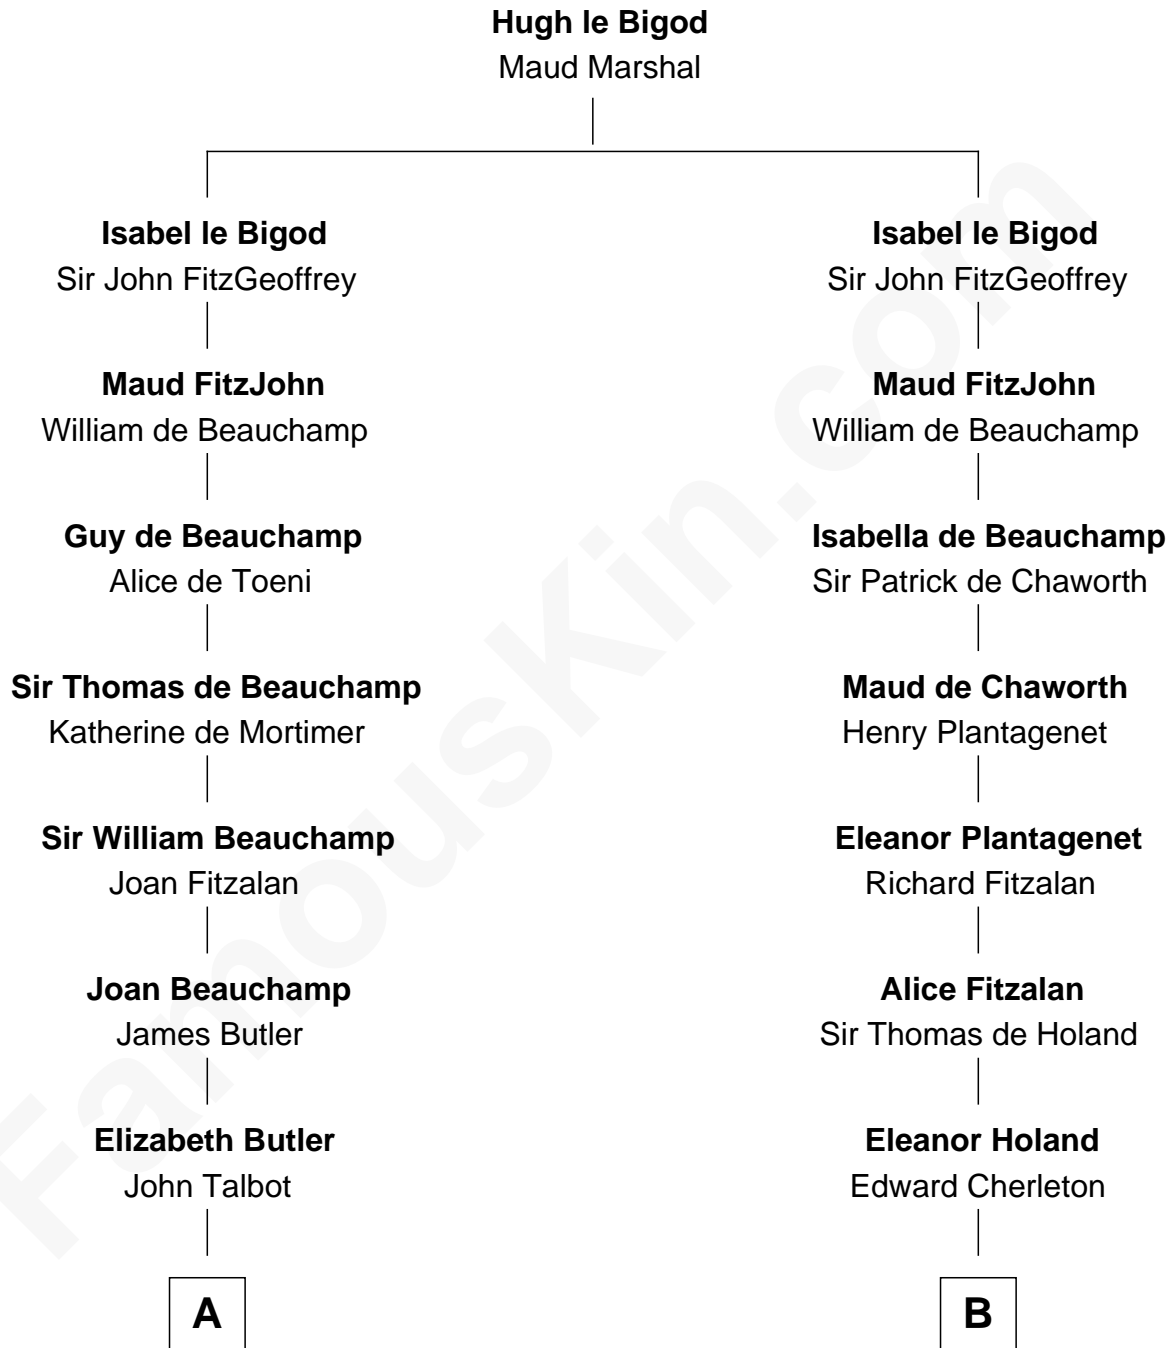 Hugh le Bigod
Maud Marshal
Isabel le Bigod
Sir John FitzGeoffrey
Maud FitzJohn
William de Beauchamp
Guy de Beauchamp
Alice de Toeni
Sir Thomas de Beauchamp
Katherine de Mortimer
Sir William Beauchamp
Joan Fitzalan
Joan Beauchamp
James Butler
Elizabeth Butler
John Talbot
A
Isabel le Bigod
Sir John FitzGeoffrey
Maud FitzJohn
William de Beauchamp
Isabella de Beauchamp
Sir Patrick de Chaworth
Maud de Chaworth
Henry Plantagenet
Eleanor Plantagenet
Richard Fitzalan
Alice Fitzalan
Sir Thomas de Holand
Eleanor Holand
Edward Cherleton
B
FamousKin.com